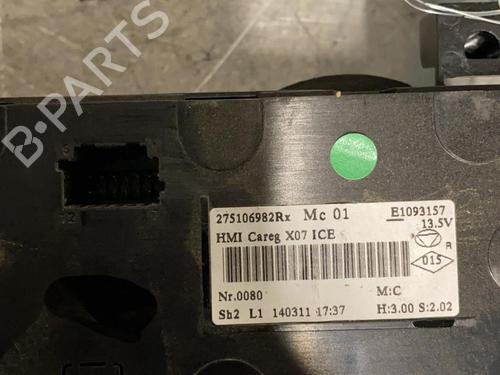 B-PARTS
275106982Rx Mc 01 E1093157
13.5V
HMI Careg X07 ICE
R
015
Nr.0080 M:C
Sh2 L1 140311 17:37 H:3.00 S:2.02